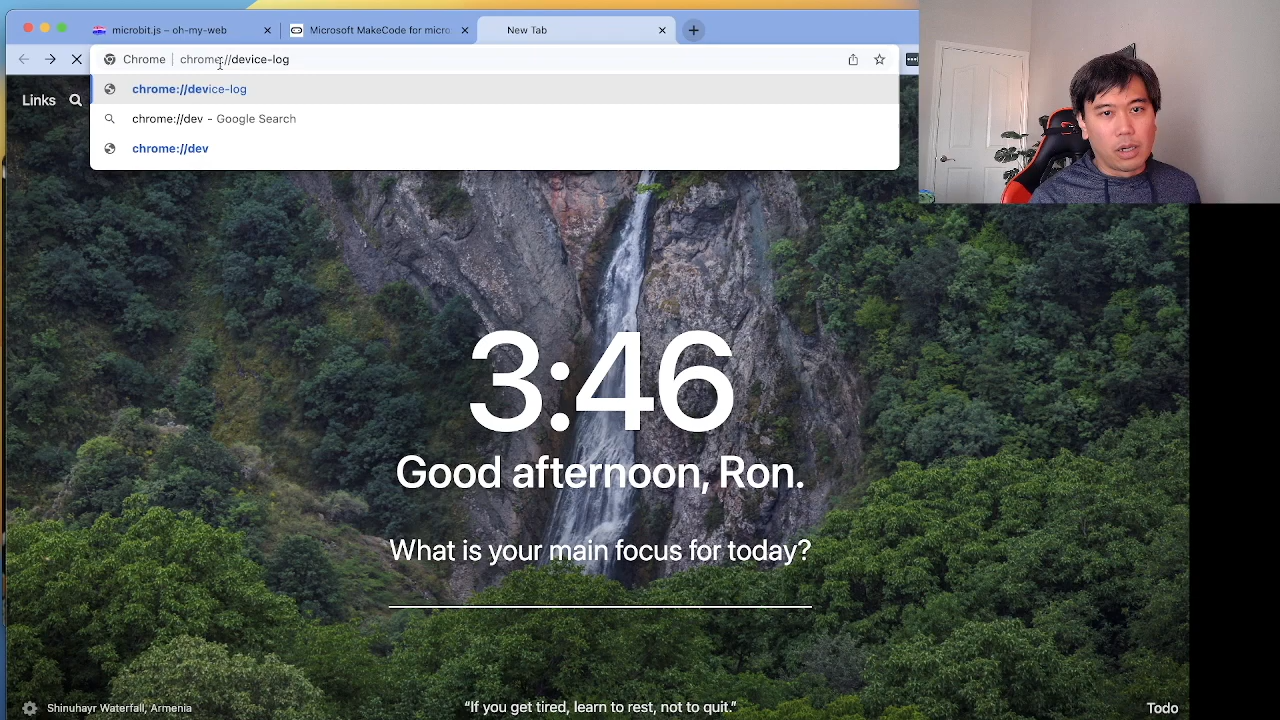 microbit.js – oh-my-web
Microsoft MakeCode for micro
New Tab
Chrome
chrome://device-log
chrome://device-log
chrome://dev - Google Search
chrome://dev
Links
3:46
Good afternoon, Ron.
What is your main focus for today?
Shinuhayr Waterfall, Armenia
“If you get tired, learn to rest, not to quit.”
Todo